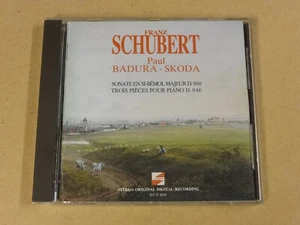 FRANZ
SCHUBERT
Paul
BADURA - SKODA
SONATE EN SI BÉMOL MAJEUR D. 960
TROIS PIÈCES POUR PIANO D. 946
STEREO ORIGINAL DIGITAL RECORDING